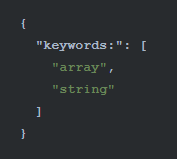 {
  "keywords:": [
    "array",
    "string"
  ]
}